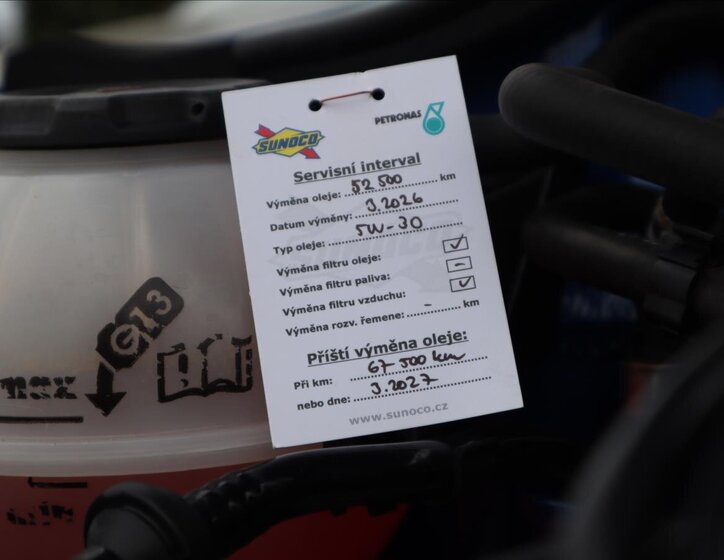 SUNOCO
PETRONAS
Servisní interval
Výměna oleje: 52 500 km
Datum výměny: 3.2026
Typ oleje: 5W-30
Výměna filtru oleje: ✓
Výměna filtru paliva: –
Výměna filtru vzduchu: ✓
Výměna rozv. řemene: – km
Příští výměna oleje:
Při km: 67 500 km
nebo dne: 3.2027
www.sunoco.cz
G13
max